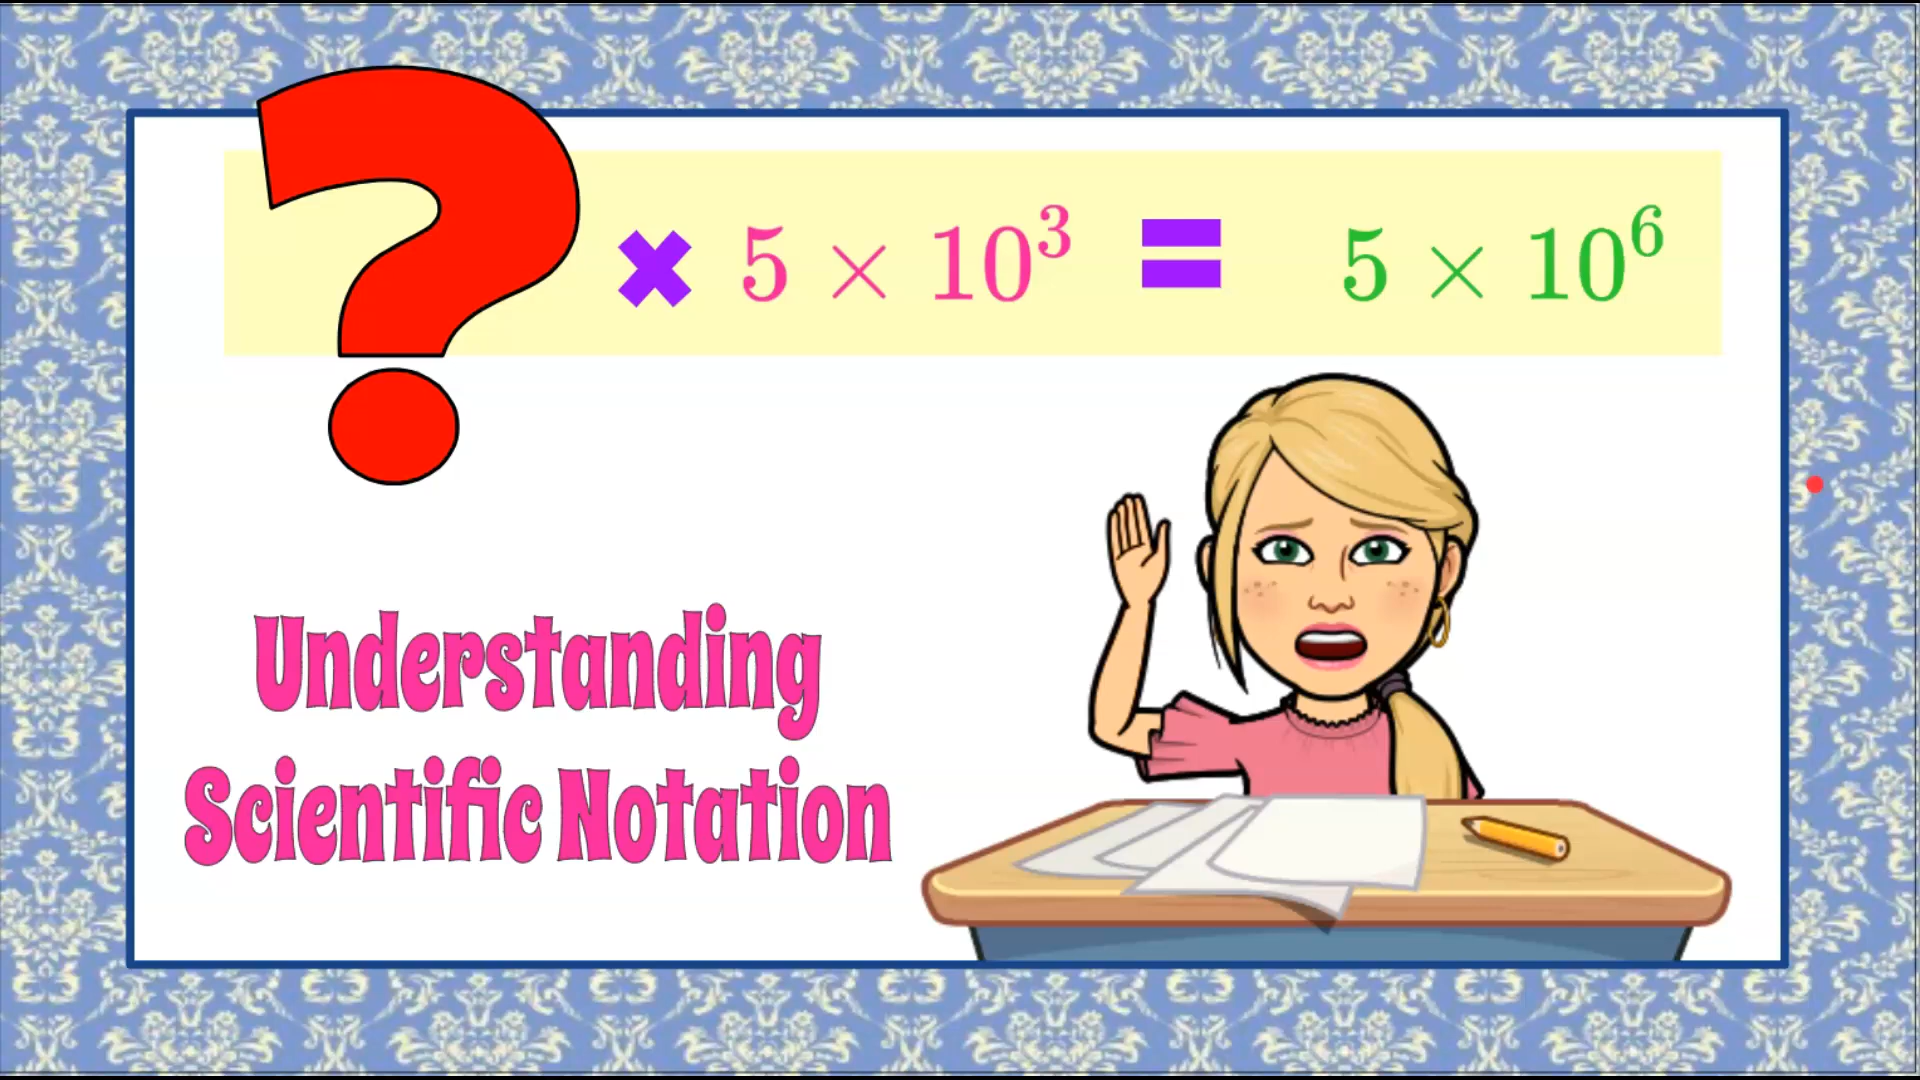 ? × 5 × 10³ = 5 × 10⁶
Understanding
Scientific Notation